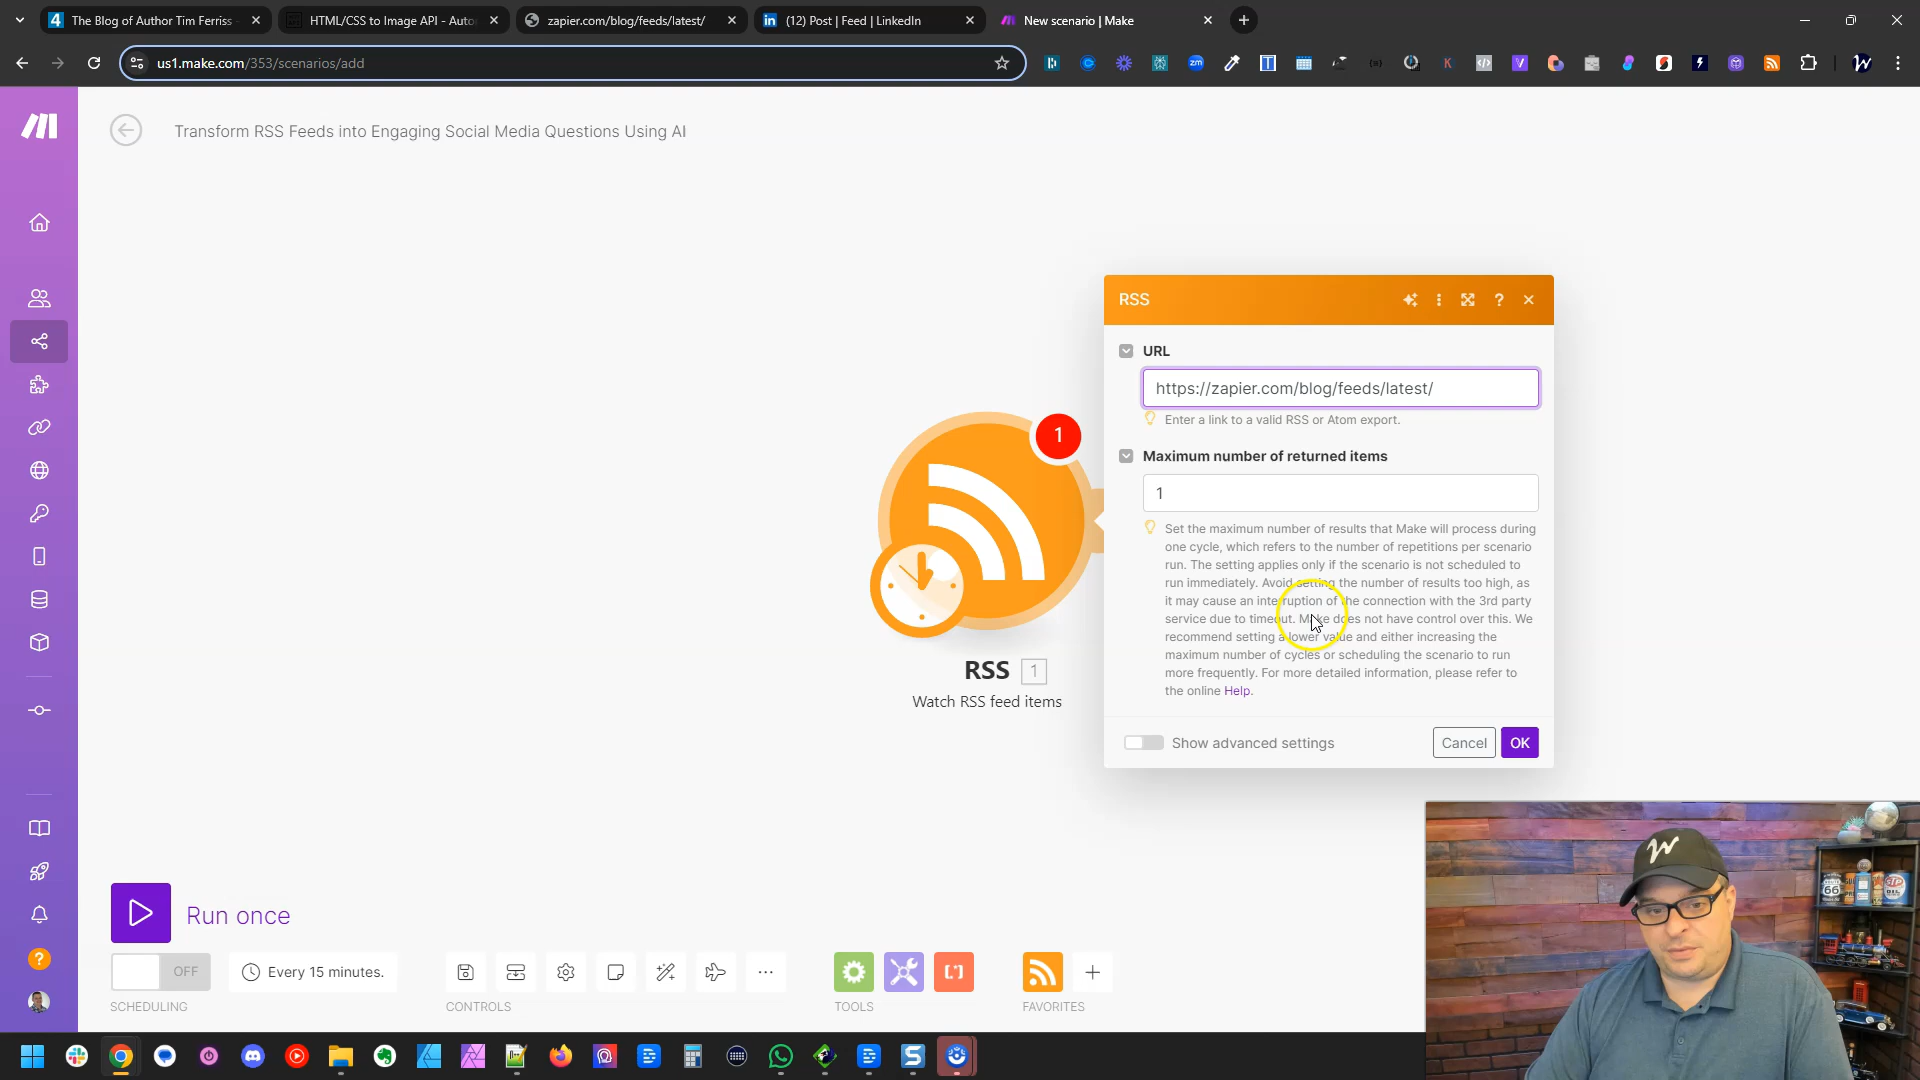 The Blog of Author Tim Ferriss
HTML/CSS to Image API - Auto
zapier.com/blog/feeds/latest/
(12) Post | Feed | LinkedIn
New scenario | Make
us1.make.com/353/scenarios/add
Transform RSS Feeds into Engaging Social Media Questions Using AI
RSS
URL
https://zapier.com/blog/feeds/latest/
Enter a link to a valid RSS or Atom export.
Maximum number of returned items
1
Set the maximum number of results that Make will process during
one cycle, which refers to the number of repetitions per scenario
run. The setting applies only if the scenario is not scheduled to
run immediately. Avoid setting the number of results too high, as
it may cause an interruption of the connection with the 3rd party
service due to timeout. Make does not have control over this. We
recommend setting a lower value and either increasing the
maximum number of cycles or scheduling the scenario to run
more frequently. For more detailed information, please refer to
the online Help.
Show advanced settings
Cancel
OK
1
RSS 1
Watch RSS feed items
Run once
OFF
Every 15 minutes.
SCHEDULING
CONTROLS
TOOLS
FAVORITES